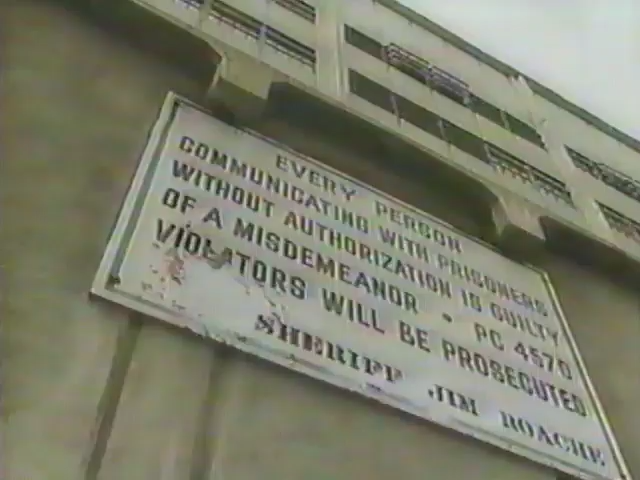 EVERY PERSON
COMMUNICATING WITH PRISONERS
WITHOUT AUTHORIZATION IS GUILTY
OF A MISDEMEANOR - PC 4570
VIOLATORS WILL BE PROSECUTED
SHERIFF JIM ROACHE